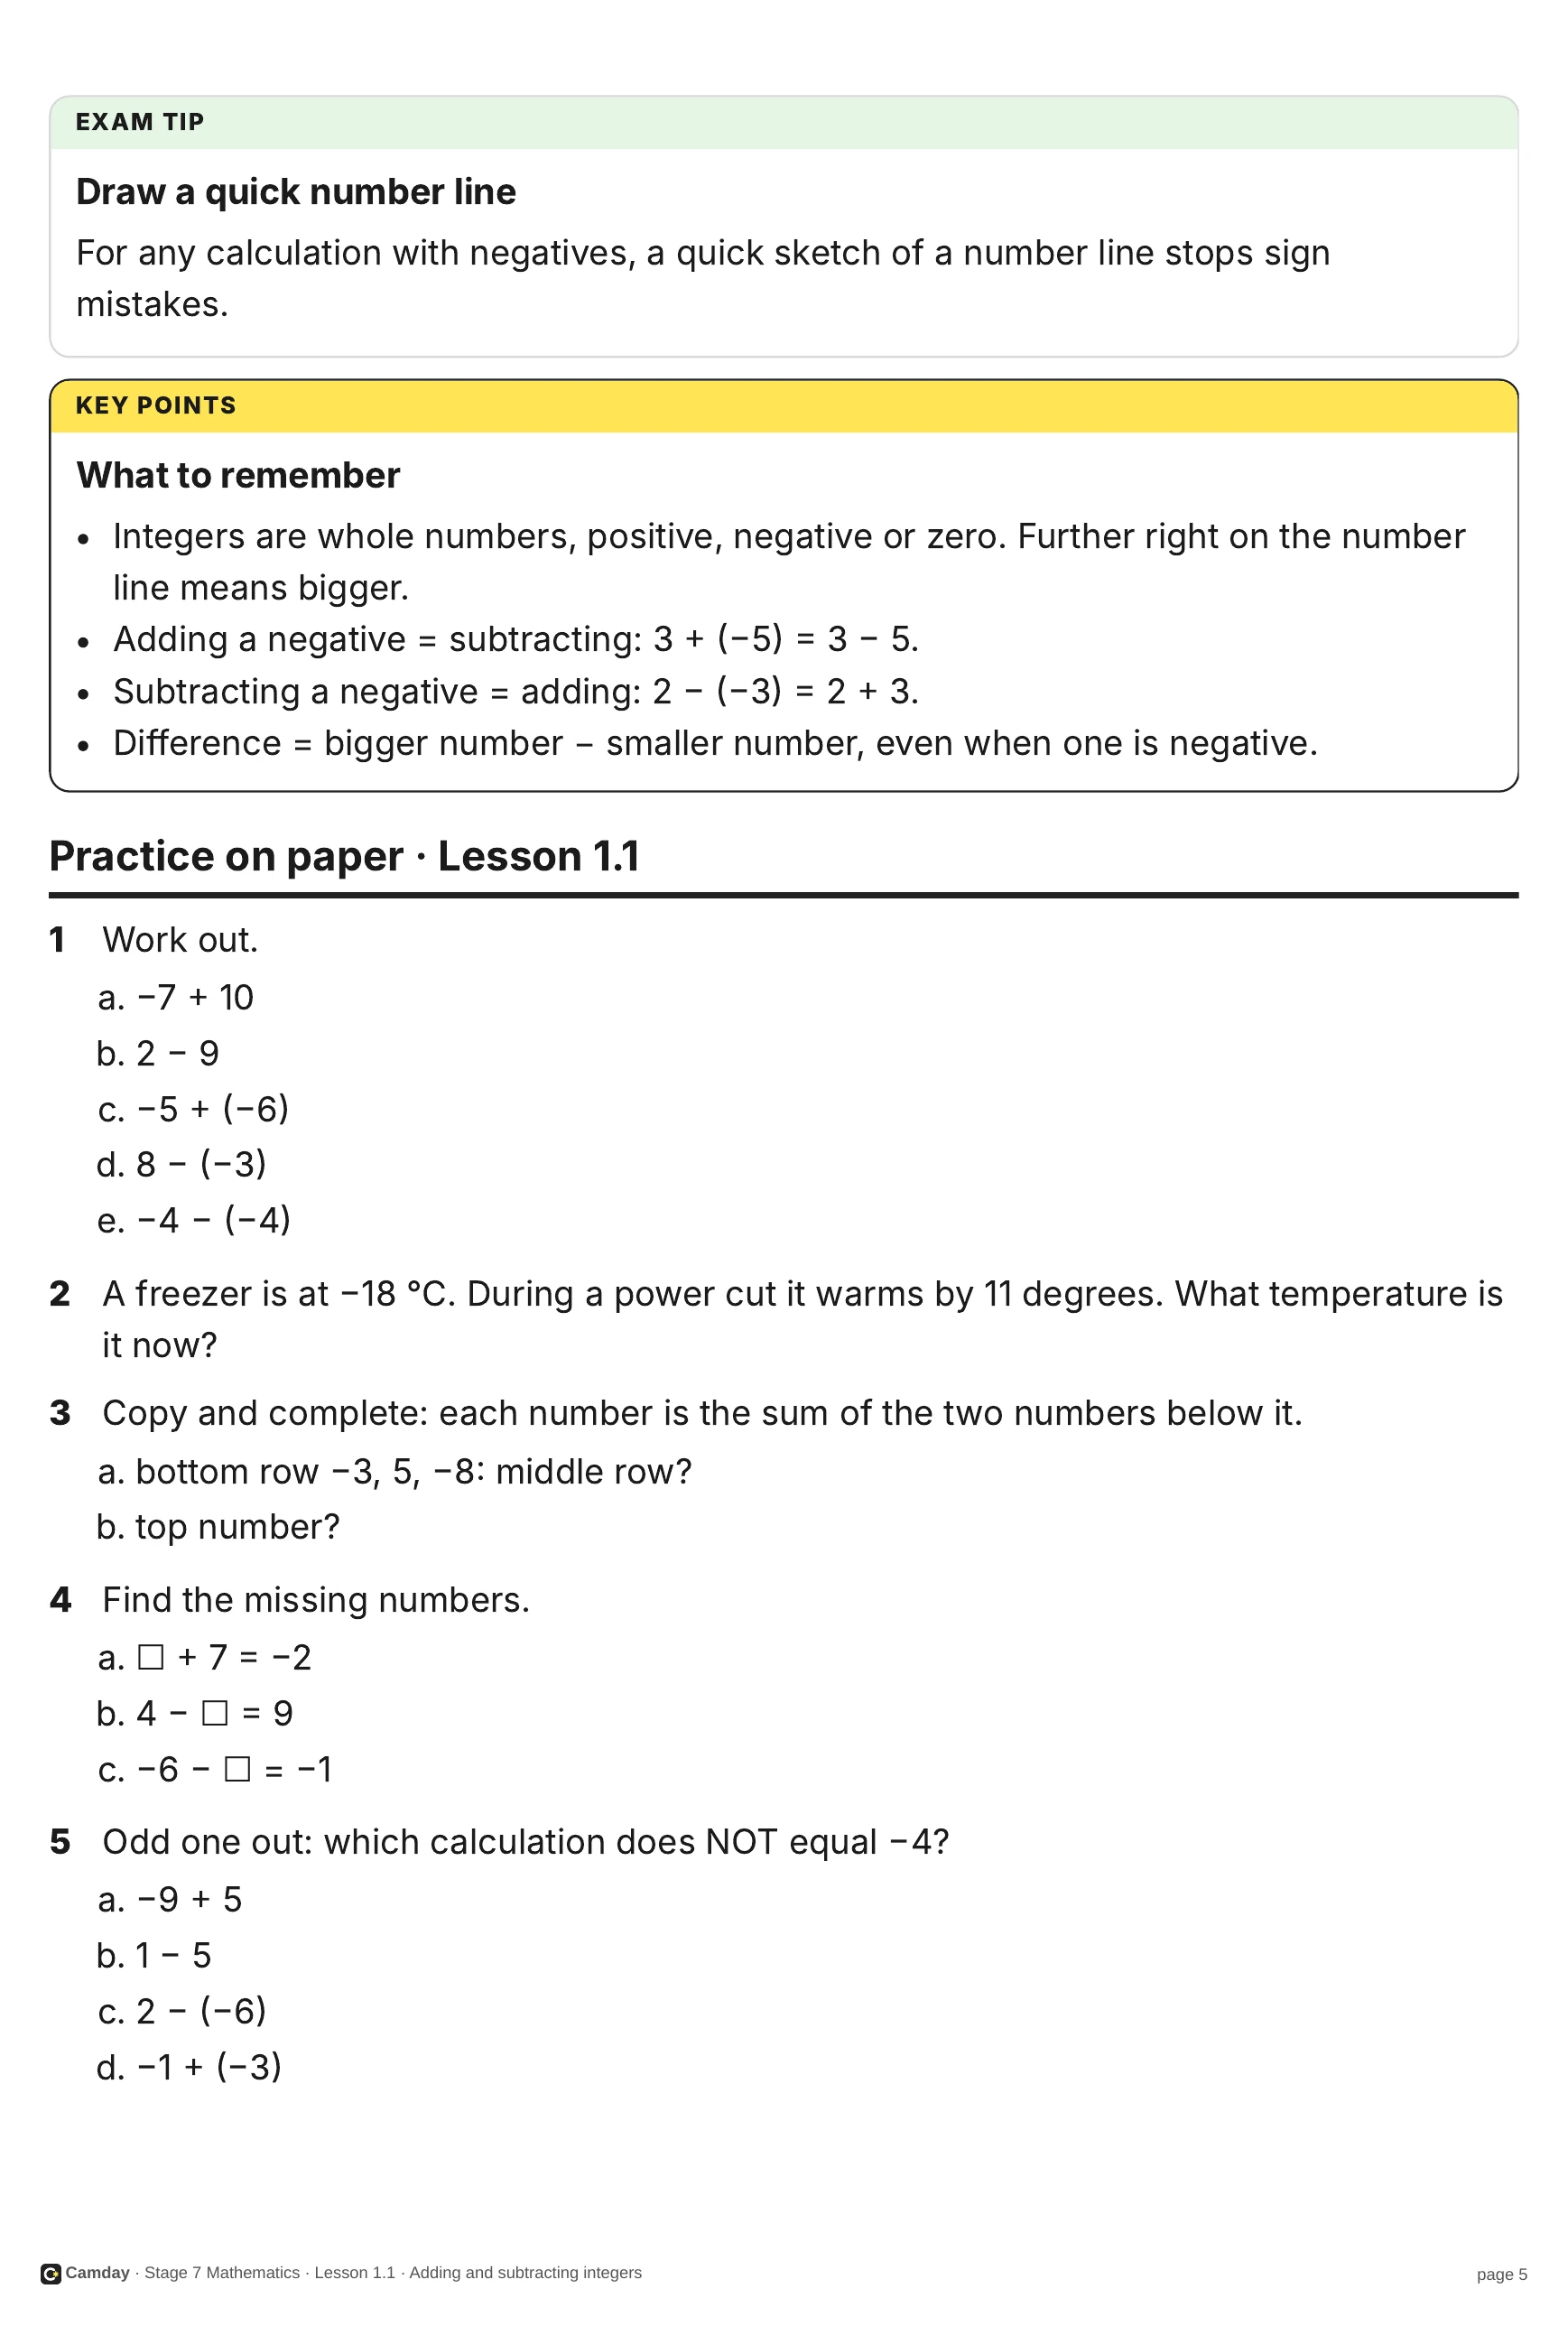 EXAM TIP
Draw a quick number line
For any calculation with negatives, a quick sketch of a number line stops sign
mistakes.
KEY POINTS
What to remember
• Integers are whole numbers, positive, negative or zero. Further right on the number
line means bigger.
• Adding a negative = subtracting: 3 + (−5) = 3 − 5.
• Subtracting a negative = adding: 2 − (−3) = 2 + 3.
• Difference = bigger number − smaller number, even when one is negative.
Practice on paper · Lesson 1.1
1 Work out.
a. −7 + 10
b. 2 − 9
c. −5 + (−6)
d. 8 − (−3)
e. −4 − (−4)
2 A freezer is at −18 °C. During a power cut it warms by 11 degrees. What temperature is
it now?
3 Copy and complete: each number is the sum of the two numbers below it.
a. bottom row −3, 5, −8: middle row?
b. top number?
4 Find the missing numbers.
a. □ + 7 = −2
b. 4 − □ = 9
c. −6 − □ = −1
5 Odd one out: which calculation does NOT equal −4?
a. −9 + 5
b. 1 − 5
c. 2 − (−6)
d. −1 + (−3)
Camday · Stage 7 Mathematics · Lesson 1.1 · Adding and subtracting integers
page 5